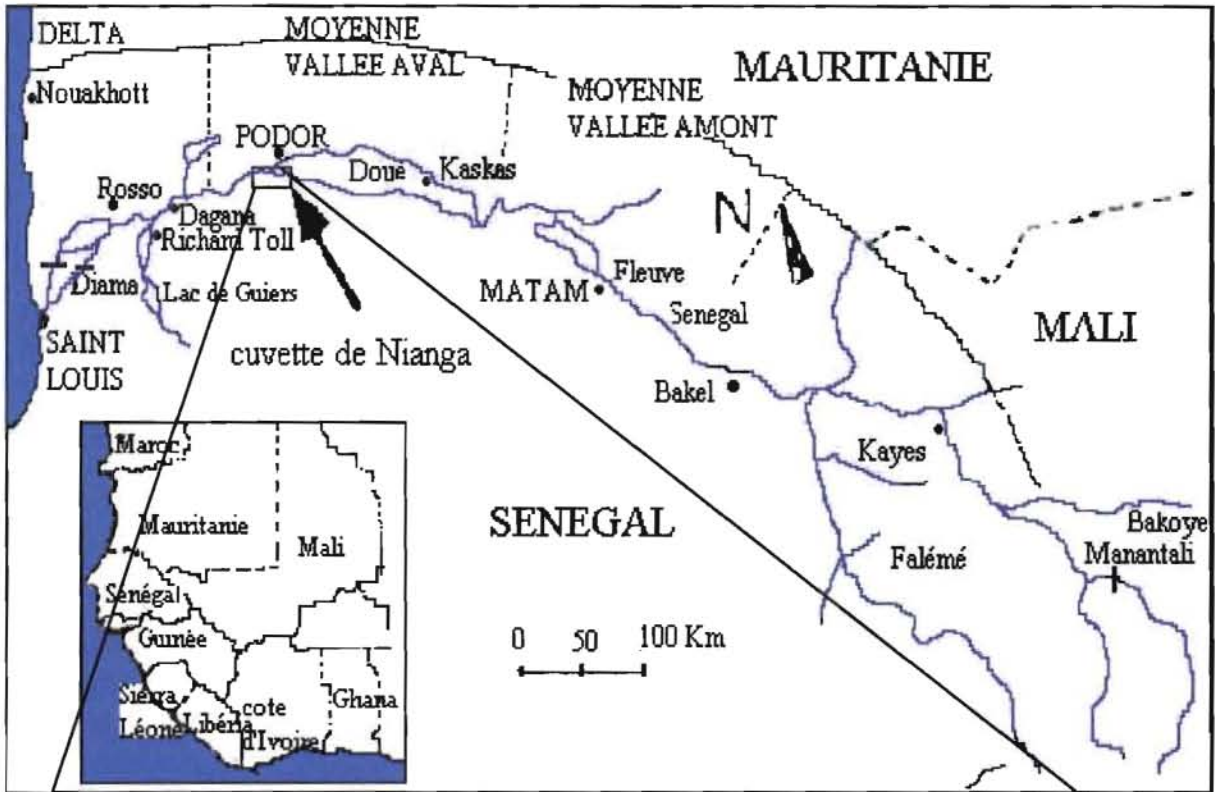 DELTA
MOYENNE
VALLEE AVAL
MAURITANIE
Nouakhott
MOYENNE
VALLEE AMONT
PODOR
Doue
Kaskas
Rosso
Dagana
Richard Toll
N
Diama
Lac de Guiers
MATAM
Fleuve
Senegal
MALI
SAINT
LOUIS
cuvette de Nianga
Bakel
Kayes
SENEGAL
Bakoye
Manantali
Falémé
0 50 100 Km
Maroc
Mauritanie
Mali
Sénégal
Guinée
Sierra
Léone
Libéria
cote
d'Ivoire
Ghana